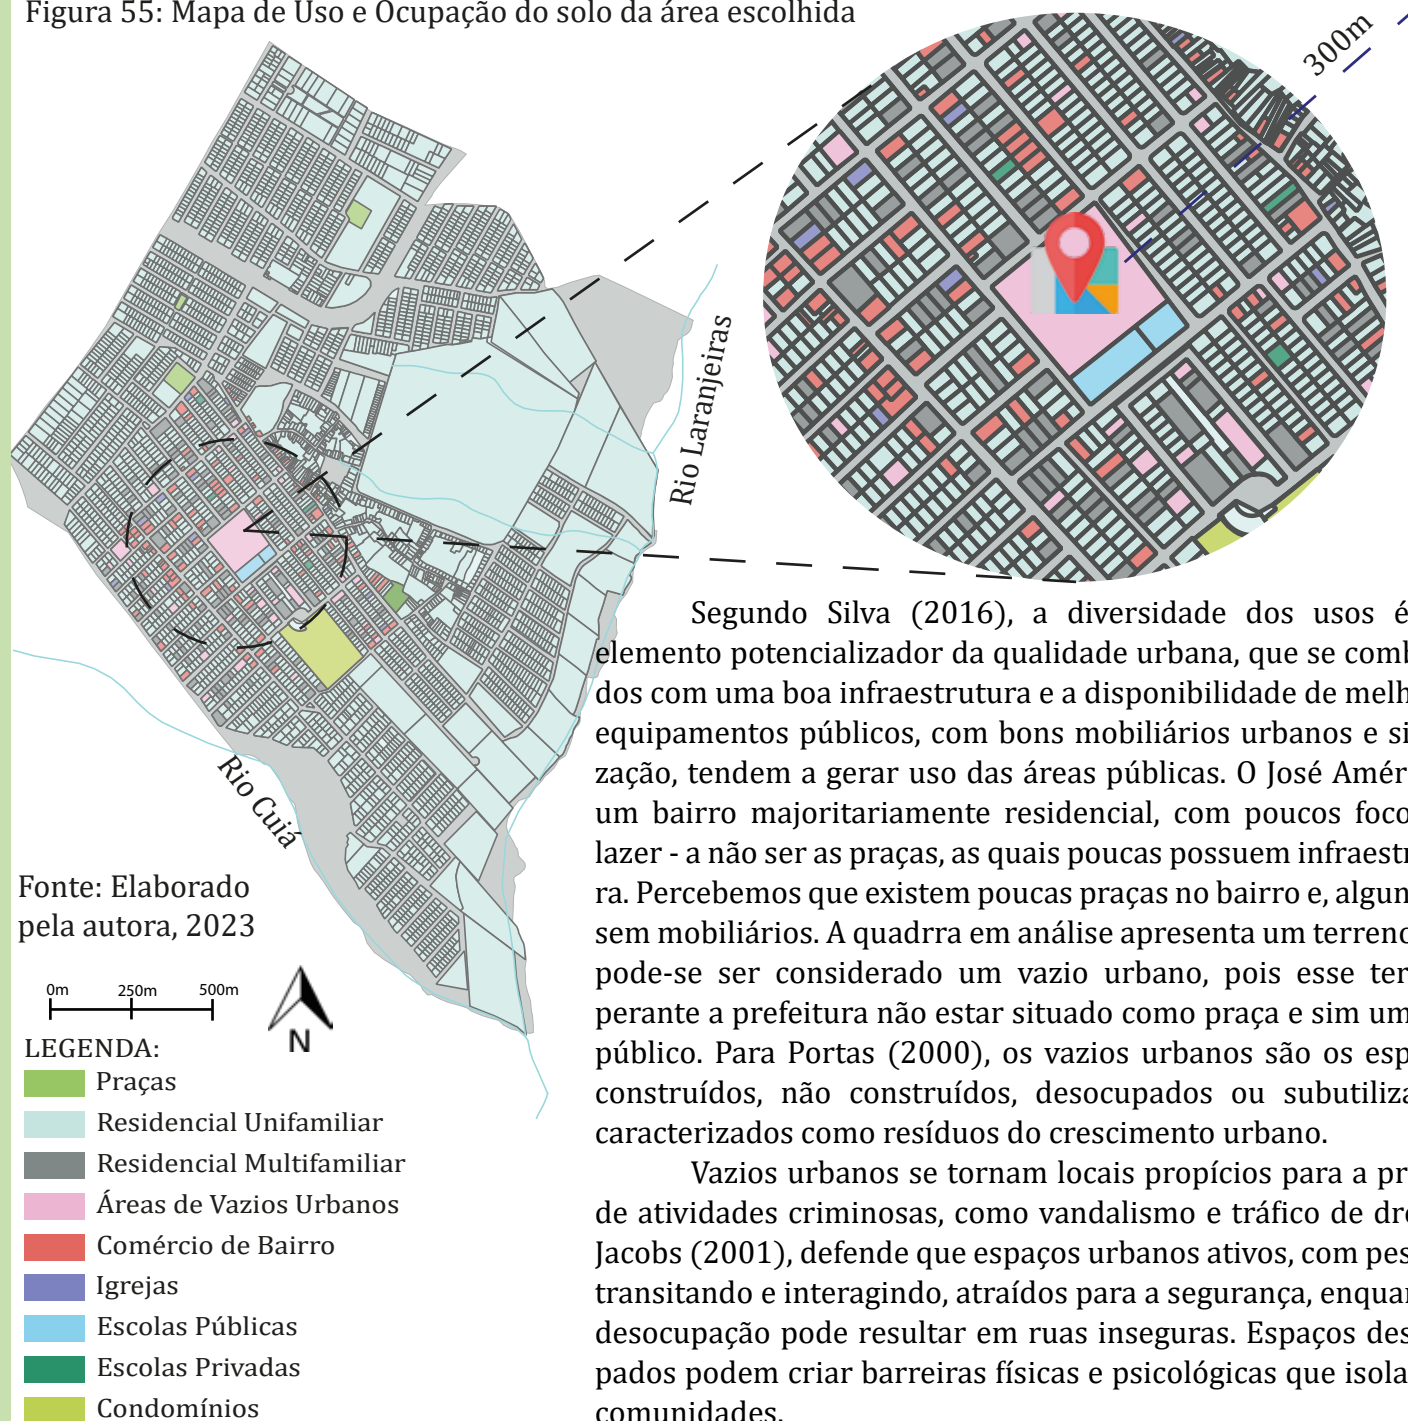 Figura 55: Mapa de Uso e Ocupação do solo da área escolhida
300m
Rio Laranjeiras
Rio Cuiá
Fonte: Elaborado
pela autora, 2023
0m 250m 500m
N
LEGENDA:
Praças
Residencial Unifamiliar
Residencial Multifamiliar
Áreas de Vazios Urbanos
Comércio de Bairro
Igrejas
Escolas Públicas
Escolas Privadas
Condomínios
Segundo Silva (2016), a diversidade dos usos é
elemento potencializador da qualidade urbana, que se comb
dos com uma boa infraestrutura e a disponibilidade de melh
equipamentos públicos, com bons mobiliários urbanos e si
zação, tendem a gerar uso das áreas públicas. O José Amér
um bairro majoritariamente residencial, com poucos foco
lazer - a não ser as praças, as quais poucas possuem infraestr
ra. Percebemos que existem poucas praças no bairro e, algun
sem mobiliários. A quadrra em análise apresenta um terreno
pode-se ser considerado um vazio urbano, pois esse ter
perante a prefeitura não estar situado como praça e sim um
público. Para Portas (2000), os vazios urbanos são os esp
construídos, não construídos, desocupados ou subutiliza
caracterizados como resíduos do crescimento urbano.
Vazios urbanos se tornam locais propícios para a pr
de atividades criminosas, como vandalismo e tráfico de dro
Jacobs (2001), defende que espaços urbanos ativos, com pes
transitando e interagindo, atraídos para a segurança, enquan
desocupação pode resultar em ruas inseguras. Espaços des
pados podem criar barreiras físicas e psicológicas que isola
comunidades.